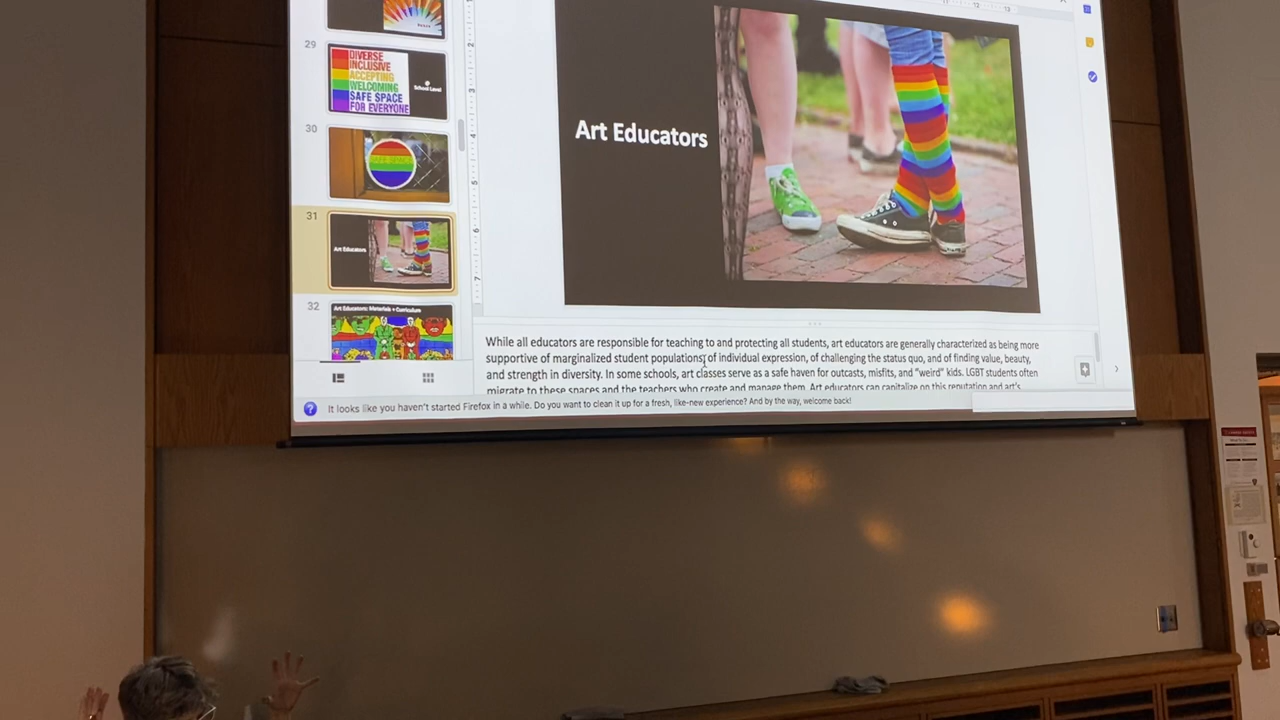 29
DIVERSE
INCLUSIVE
ACCEPTING
WELCOMING
SAFE SPACE
FOR EVERYONE
School Level
30
31
Art Educators
32
Art Educators: Materials + Curriculum
Art Educators
While all educators are responsible for teaching to and protecting all students, art educators are generally characterized as being more
supportive of marginalized student populations, of individual expression, of challenging the status quo, and of finding value, beauty,
and strength in diversity. In some schools, art classes serve as a safe haven for outcasts, misfits, and "weird" kids. LGBT students often
migrate to these spaces and the teachers who create and manage them. Art educators can capitalize on this reputation and art's
It looks like you haven't started Firefox in a while. Do you want to clean it up for a fresh, like-new experience? And by the way, welcome back!